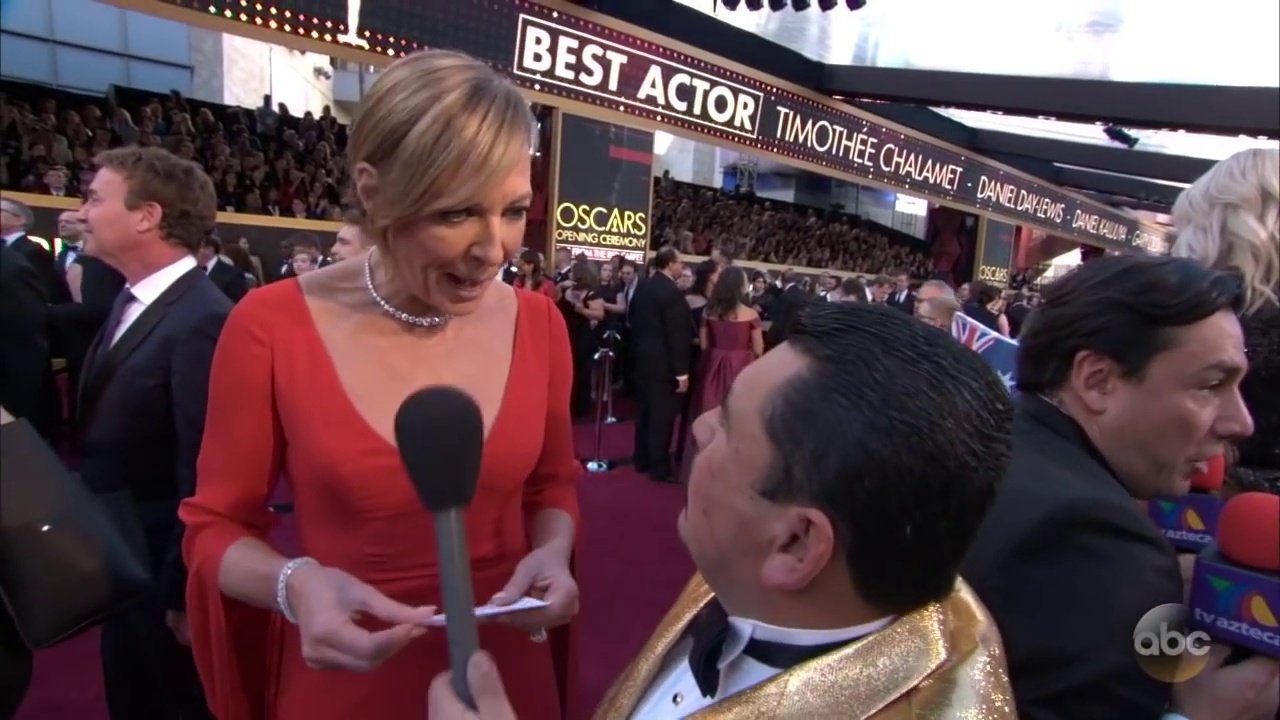 BEST ACTOR
TIMOTHÉE CHALAMET - DANIEL DAY-LEWIS - DANIEL KALUUYA -
OSCARS
OPENING CEREMONY
OSCARS
tv azteca
tv azteca
abc